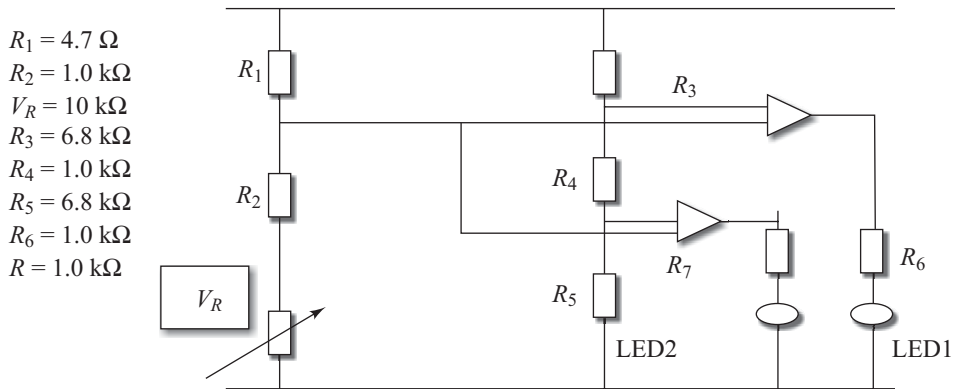 R1 = 4.7 Ω
R2 = 1.0 kΩ
VR = 10 kΩ
R3 = 6.8 kΩ
R4 = 1.0 kΩ
R5 = 6.8 kΩ
R6 = 1.0 kΩ
R = 1.0 kΩ
R1
R3
R4
R2
R7
R6
R5
VR
LED2
LED1